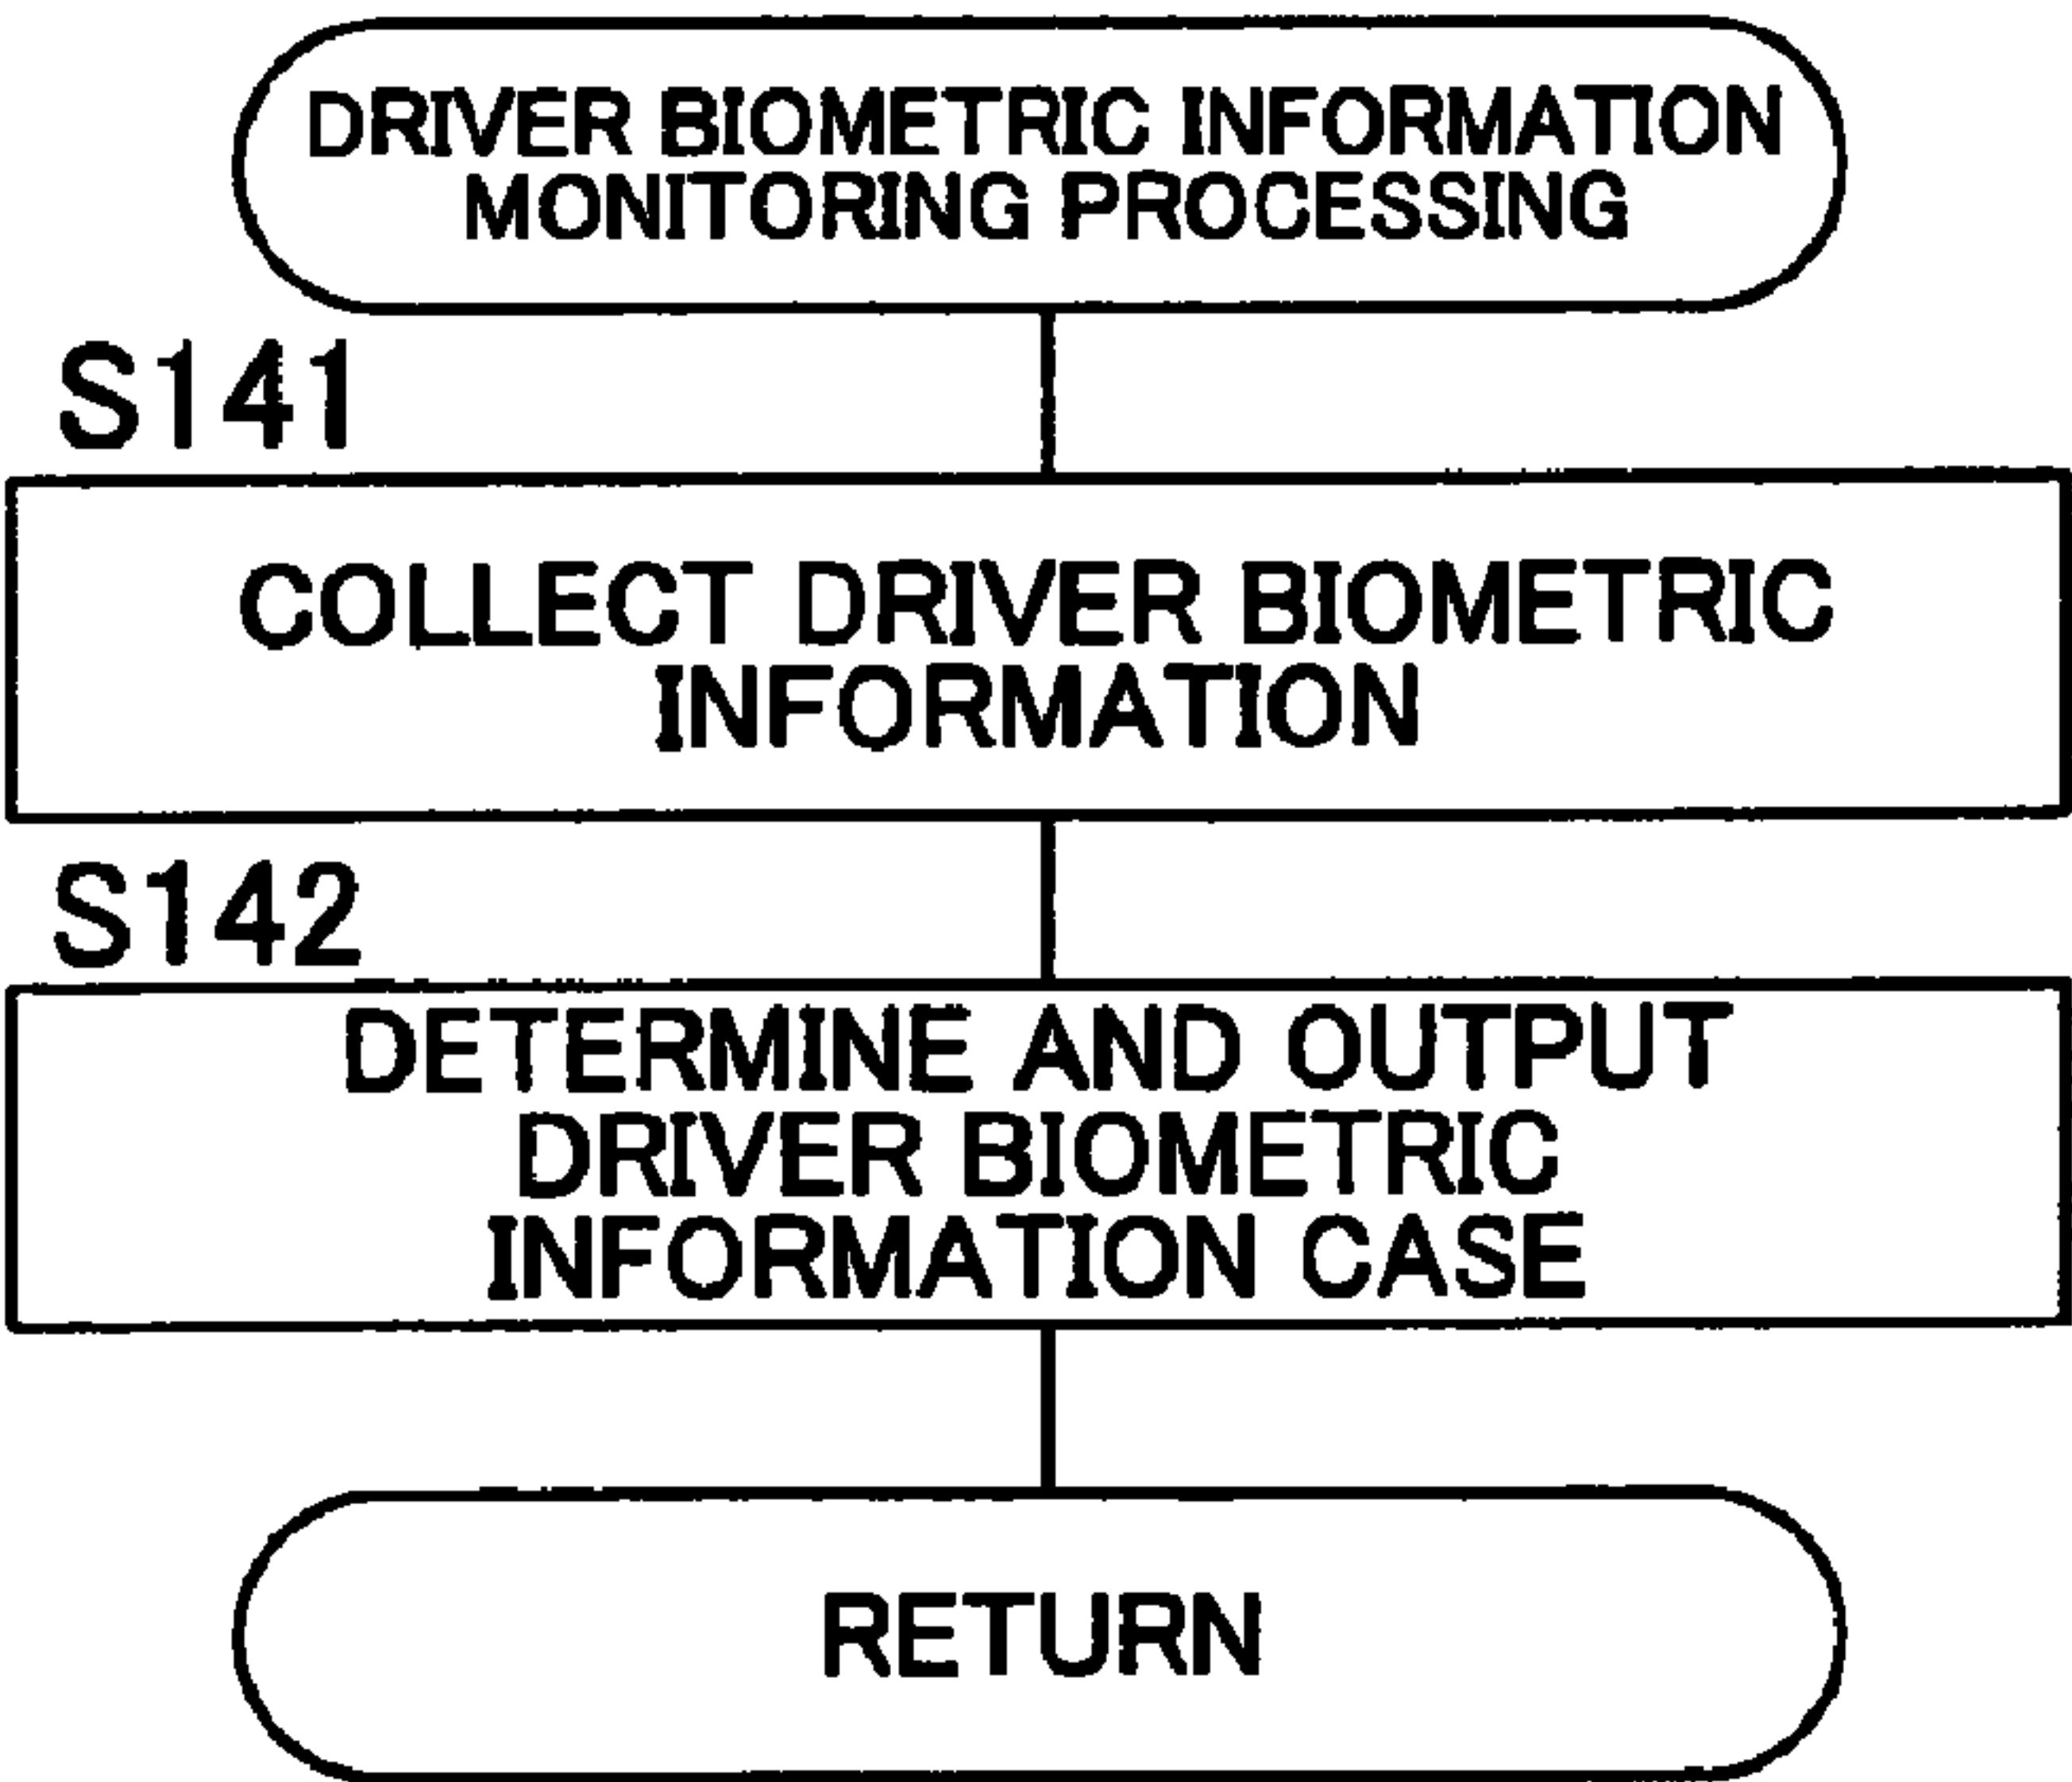 DRIVER BIOMETRIC INFORMATION
MONITORING PROCESSING
S141
COLLECT DRIVER BIOMETRIC
INFORMATION
S142
DETERMINE AND OUTPUT
DRIVER BIOMETRIC
INFORMATION CASE
RETURN